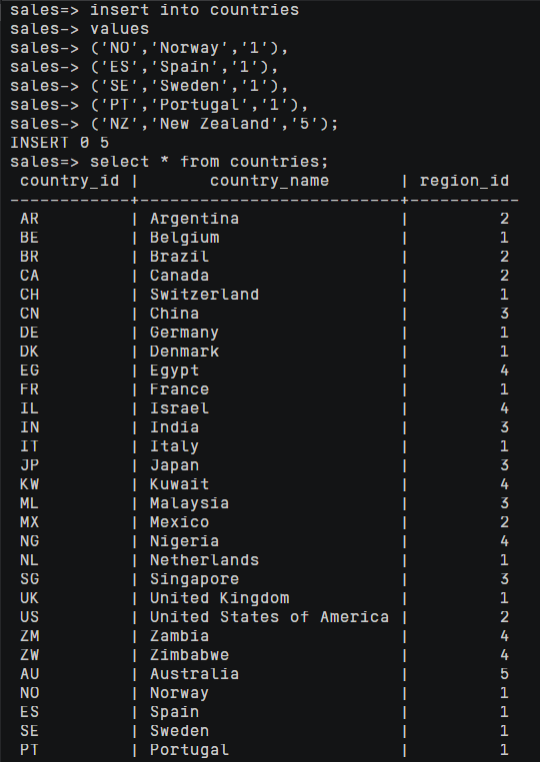 sales=> insert into countries
sales-> values
sales-> ('NO','Norway','1'),
sales-> ('ES','Spain','1'),
sales-> ('SE','Sweden','1'),
sales-> ('PT','Portugal','1'),
sales-> ('NZ','New Zealand','5');
INSERT 0 5
sales=> select * from countries;
 country_id |       country_name       | region_id
------------+--------------------------+-----------
 AR         | Argentina                |         2
 BE         | Belgium                  |         1
 BR         | Brazil                   |         2
 CA         | Canada                   |         2
 CH         | Switzerland              |         1
 CN         | China                    |         3
 DE         | Germany                  |         1
 DK         | Denmark                  |         1
 EG         | Egypt                    |         4
 FR         | France                   |         1
 IL         | Israel                   |         4
 IN         | India                    |         3
 IT         | Italy                    |         1
 JP         | Japan                    |         3
 KW         | Kuwait                   |         4
 ML         | Malaysia                 |         3
 MX         | Mexico                   |         2
 NG         | Nigeria                  |         4
 NL         | Netherlands              |         1
 SG         | Singapore                |         3
 UK         | United Kingdom           |         1
 US         | United States of America |         2
 ZM         | Zambia                   |         4
 ZW         | Zimbabwe                 |         4
 AU         | Australia                |         5
 NO         | Norway                   |         1
 ES         | Spain                    |         1
 SE         | Sweden                   |         1
 PT         | Portugal                 |         1